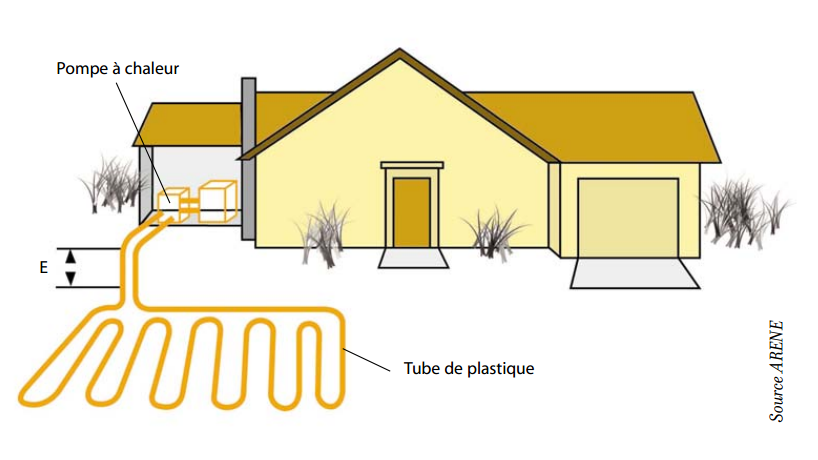 Pompe à chaleur
E
Tube de plastique
Source ARENE